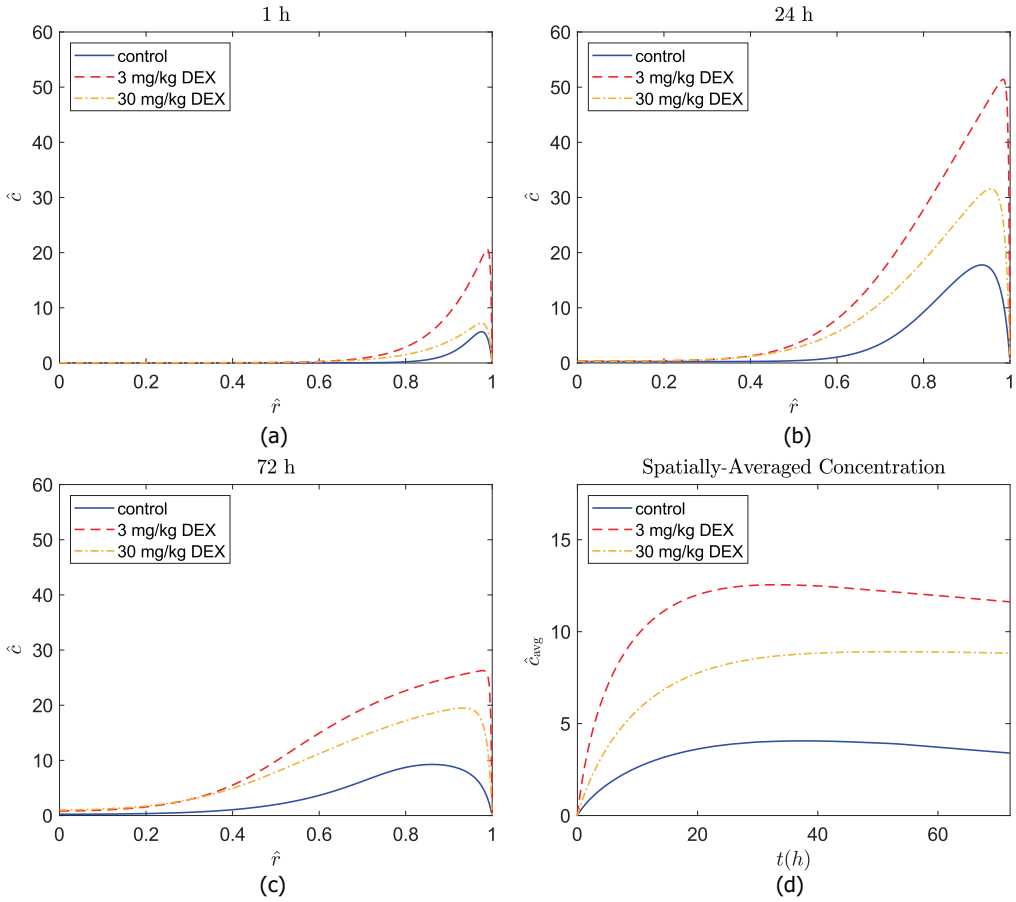 1 h
60
50
40
30
20
10
0
ĉ
control
3 mg/kg DEX
30 mg/kg DEX
0 0.2 0.4 0.6 0.8 1
r̂
(a)
24 h
60
50
40
30
20
10
0
ĉ
control
3 mg/kg DEX
30 mg/kg DEX
0 0.2 0.4 0.6 0.8 1
r̂
(b)
72 h
60
50
40
30
20
10
0
ĉ
control
3 mg/kg DEX
30 mg/kg DEX
0 0.2 0.4 0.6 0.8 1
r̂
(c)
Spatially-Averaged Concentration
15
10
5
0
ĉavg
control
3 mg/kg DEX
30 mg/kg DEX
0 20 40 60
t(h)
(d)